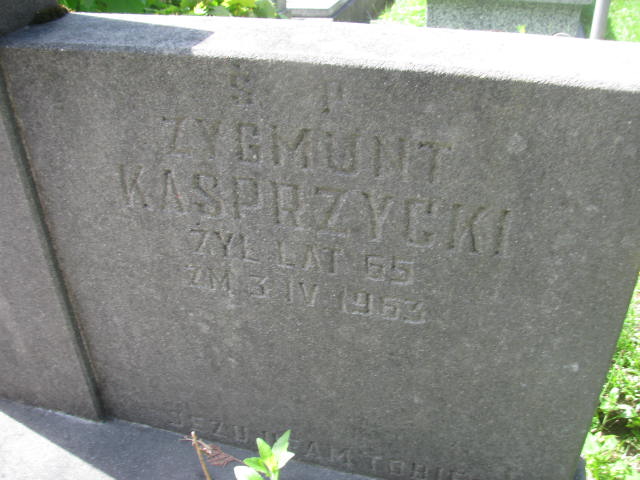 Ś P
ZYGMUNT
KASPRZYCKI
ŻYŁ LAT 65
ZM 3 IV 1963
JEZU UFAM TOBIE